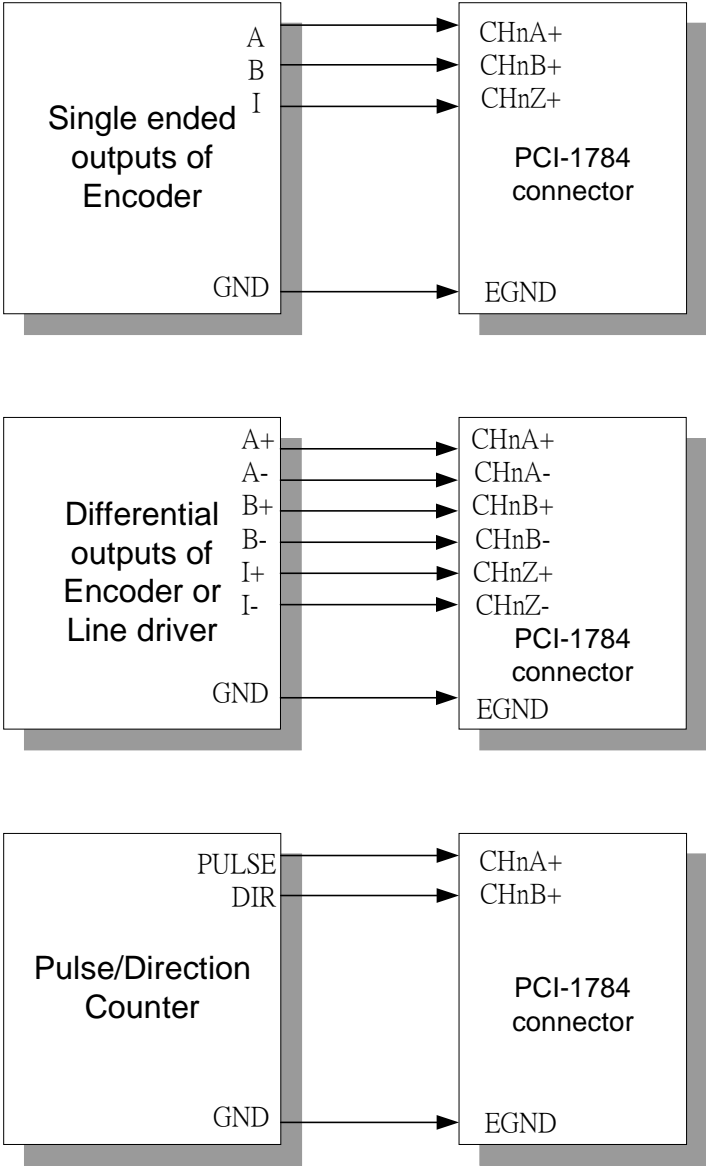 A
B
I
Single ended
outputs of
Encoder
GND
CHnA+
CHnB+
CHnZ+
PCI-1784
connector
EGND
A+
A-
B+
B-
I+
I-
Differential
outputs of
Encoder or
Line driver
GND
CHnA+
CHnA-
CHnB+
CHnB-
CHnZ+
CHnZ-
PCI-1784
connector
EGND
PULSE
DIR
Pulse/Direction
Counter
GND
CHnA+
CHnB+
PCI-1784
connector
EGND